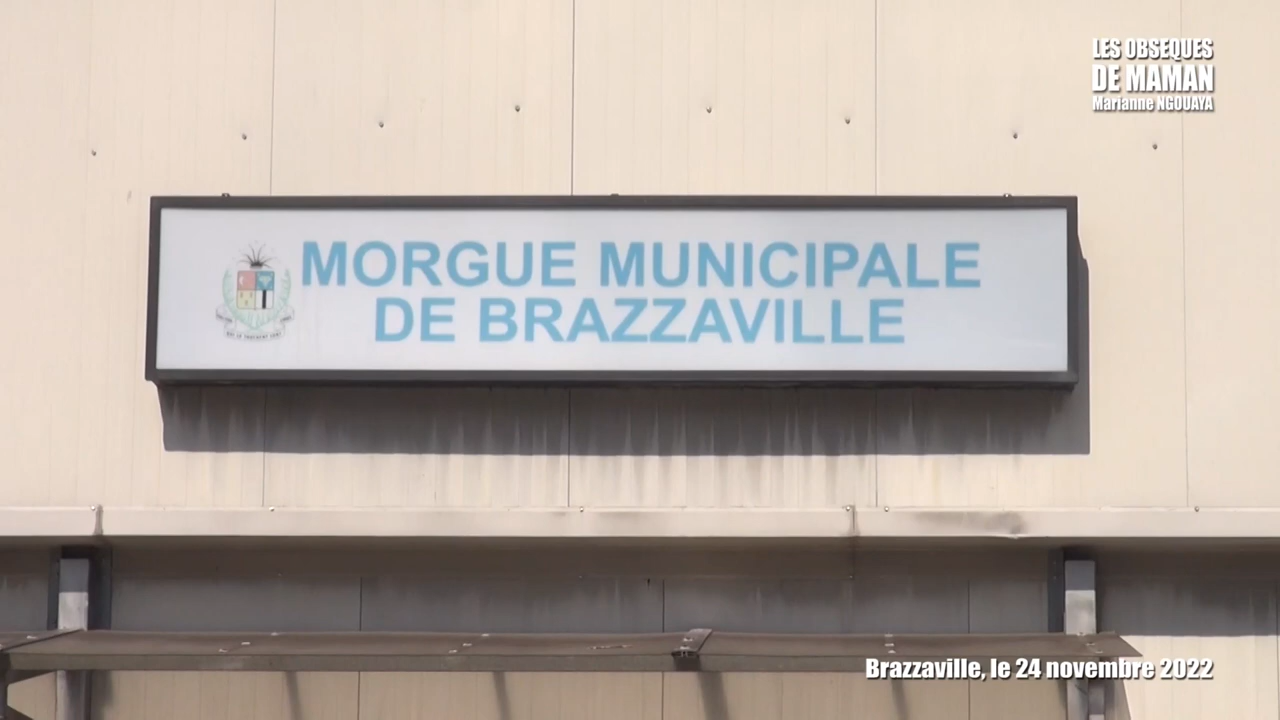 LES OBSEQUES
DE MAMAN
Marianne NGOUAYA
MORGUE MUNICIPALE
DE BRAZZAVILLE
Brazzaville, le 24 novembre 2022